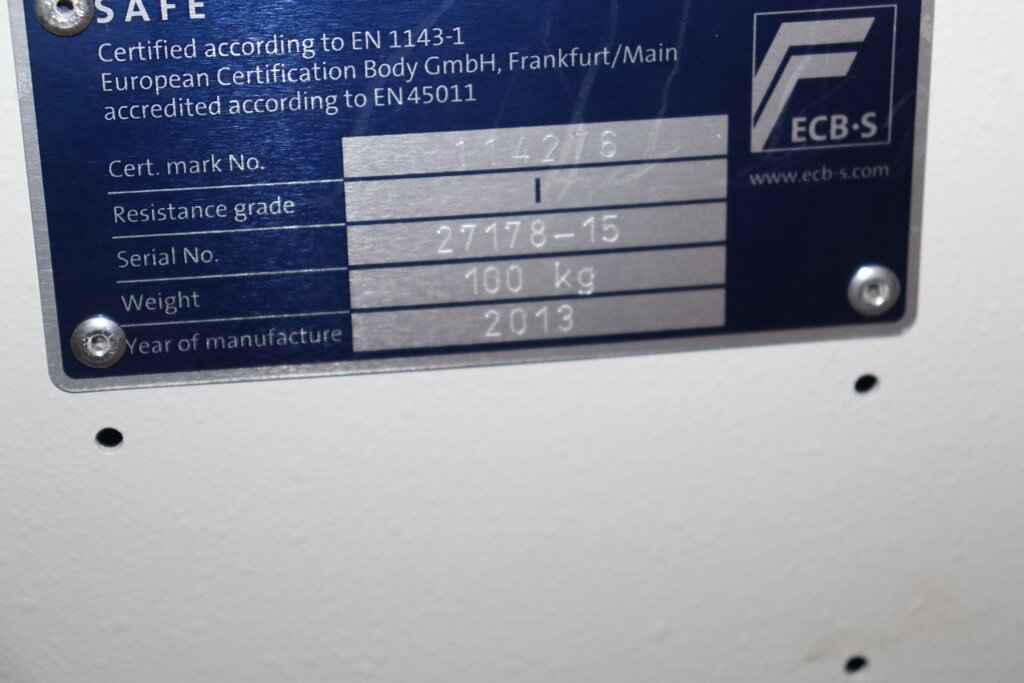 SAFE
Certified according to EN 1143-1
European Certification Body GmbH, Frankfurt/Main
accredited according to EN 45011
ECB·S
www.ecb-s.com
Cert. mark No. 114276
Resistance grade I
Serial No. 27178-15
Weight 100 kg
Year of manufacture 2013